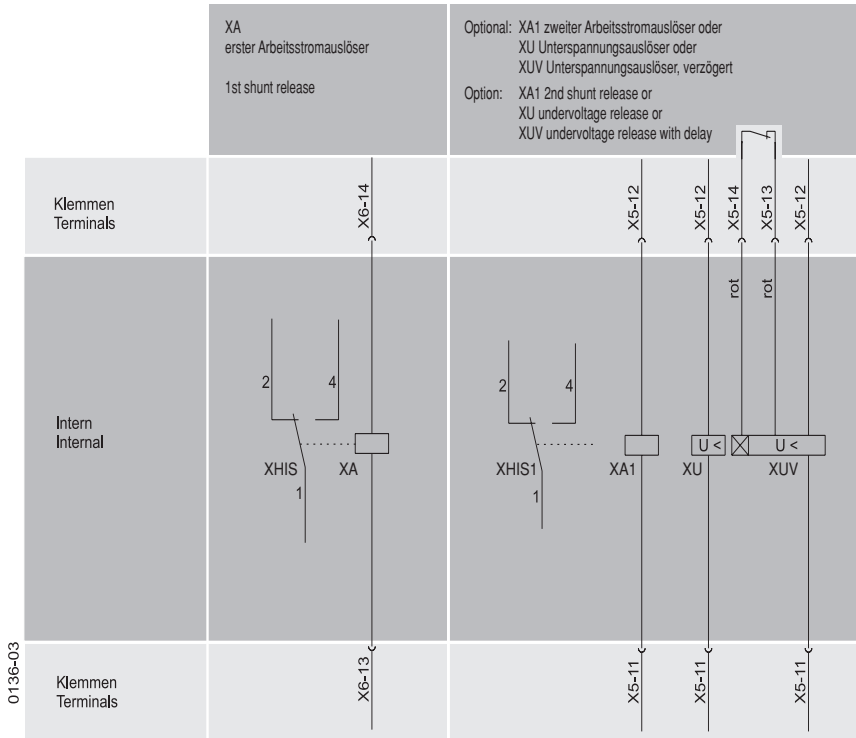 XA
erster Arbeitsstromauslöser
1st shunt release
Optional: XA1 zweiter Arbeitsstromauslöser oder
XU Unterspannungsauslöser oder
XUV Unterspannungsauslöser, verzögert
Option: XA1 2nd shunt release or
XU undervoltage release or
XUV undervoltage release with delay
Klemmen
Terminals
X6-14
X5-12
X5-12
X5-14
X5-13
X5-12
rot
rot
Intern
Internal
2
4
XHIS
XA
1
2
4
XHIS1
XA1
1
U <
XU
U <
XUV
Klemmen
Terminals
X6-13
X5-11
X5-11
X5-11
0136-03